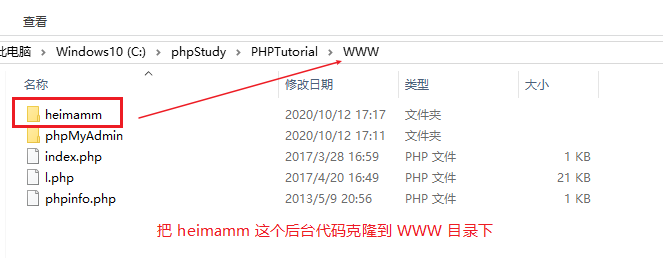 查看
此电脑 > Windows10 (C:) > phpStudy > PHPTutorial > WWW
名称 修改日期 类型 大小
heimamm 2020/10/12 17:17 文件夹
phpMyAdmin 2020/10/12 17:11 文件夹
index.php 2017/3/28 16:59 PHP 文件 1 KB
l.php 2017/4/20 16:49 PHP 文件 21 KB
phpinfo.php 2013/5/9 20:56 PHP 文件 1 KB
把 heimamm 这个后台代码克隆到 WWW 目录下